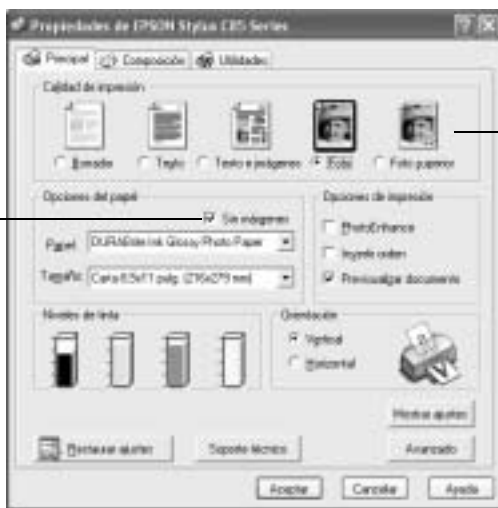 Propiedades de EPSON Stylus C85 Series
Principal Composición Utilidades
Calidad de impresión
Borrador Texto Texto e imágenes Foto Foto superior
Opciones del papel
Sin márgenes
Papel: DURABrite Ink Glossy Photo Paper
Tamaño: Carta 8.5x11 pulg. (216x279 mm)
Opciones de impresión
PhotoEnhance
Invertir orden
Previsualizar documento
Niveles de tinta
Orientación
Vertical
Horizontal
Mostrar ajustes
Restaurar ajustes Soporte técnico Avanzado
Aceptar Cancelar Ayuda